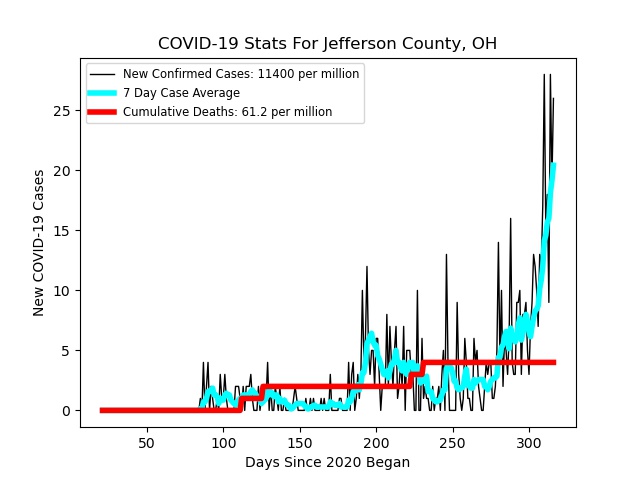 COVID-19 Stats For Jefferson County, OH
New Confirmed Cases: 11400 per million
7 Day Case Average
Cumulative Deaths: 61.2 per million
New COVID-19 Cases
25
20
15
10
5
0
50 100 150 200 250 300
Days Since 2020 Began